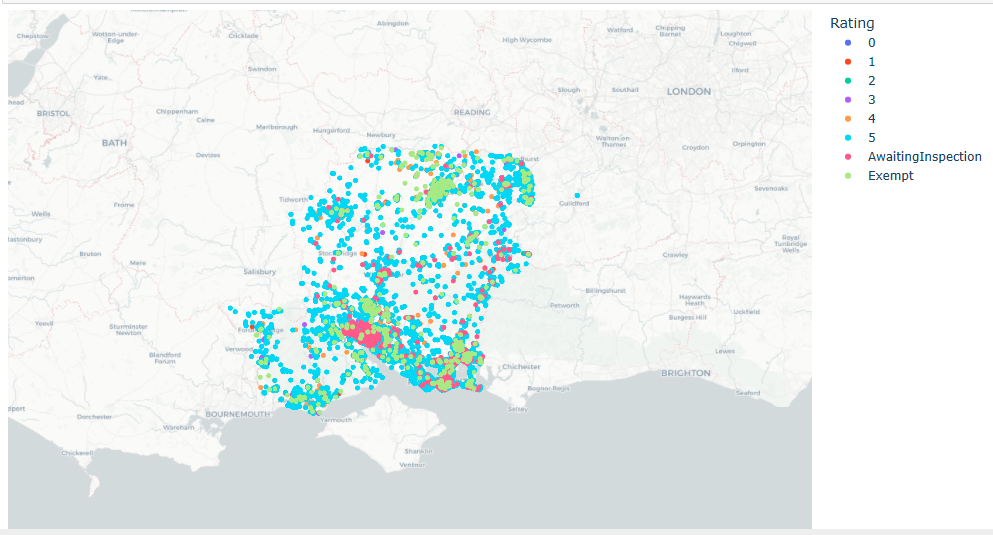 Rating
0
1
2
3
4
5
AwaitingInspection
Exempt
Abingdon
Watford
Chipping
Barnet
Loughton
Chigwell
Chepstow
Wotton-under-
Edge
Cricklade
High Wycombe
Ilford
Yate
Swindon
Slough
Southall
LONDON
BRISTOL
Chippenham
Calne
READING
Marlborough
Hungerford
Newbury
BATH
Walton-on-
Thames
Croydon
Orpington
Devizes
Sevenoaks
Wells
Frome
Tidworth
Guildford
Royal
Tunbridge
Wells
Bruton
Mere
Crawley
Salisbury
Billingshurst
Petworth
Haywards
Heath
Uckfield
Burgess Hill
Yeovil
Sturminster
Newton
Verwood
Blandford
Forum
Lewes
Chichester
BRIGHTON
Bognor Regis
Seaford
Selsey
Dorchester
BOURNEMOUTH
Wareham
Yarmouth
Chickerell
Shanklin
Ventnor